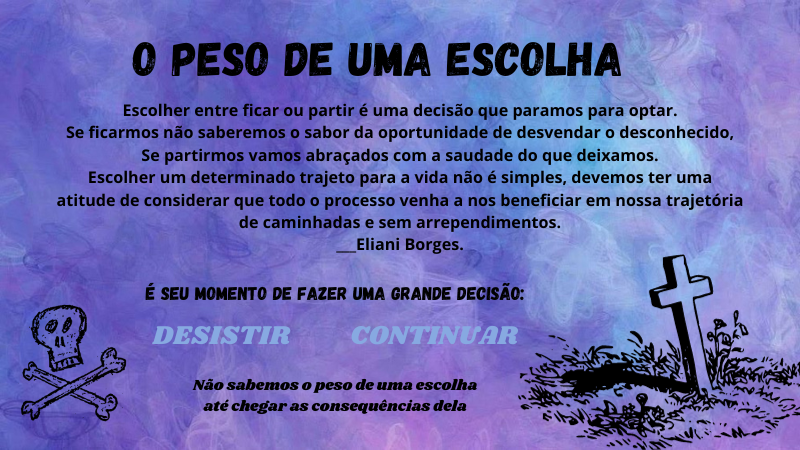 O PESO DE UMA ESCOLHA
Escolher entre ficar ou partir é uma decisão que paramos para optar.
Se ficarmos não saberemos o sabor da oportunidade de desvendar o desconhecido,
Se partirmos vamos abraçados com a saudade do que deixamos.
Escolher um determinado trajeto para a vida não é simples, devemos ter uma
atitude de considerar que todo o processo venha a nos beneficiar em nossa trajetória
de caminhadas e sem arrependimentos.
___Eliani Borges.
É SEU MOMENTO DE FAZER UMA GRANDE DECISÃO:
DESISTIR CONTINUAR
Não sabemos o peso de uma escolha
até chegar as consequências dela